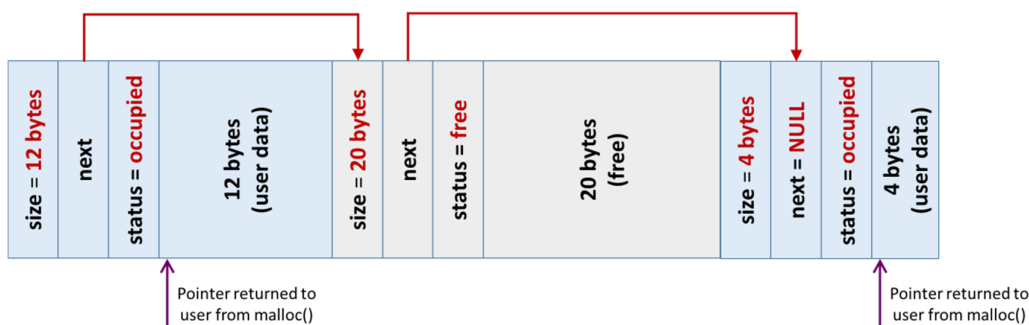 size = 12 bytes
next
status = occupied
12 bytes
(user data)
size = 20 bytes
next
status = free
20 bytes
(free)
size = 4 bytes
next = NULL
status = occupied
4 bytes
(user data)
Pointer returned to
user from malloc()
Pointer returned to
user from malloc()